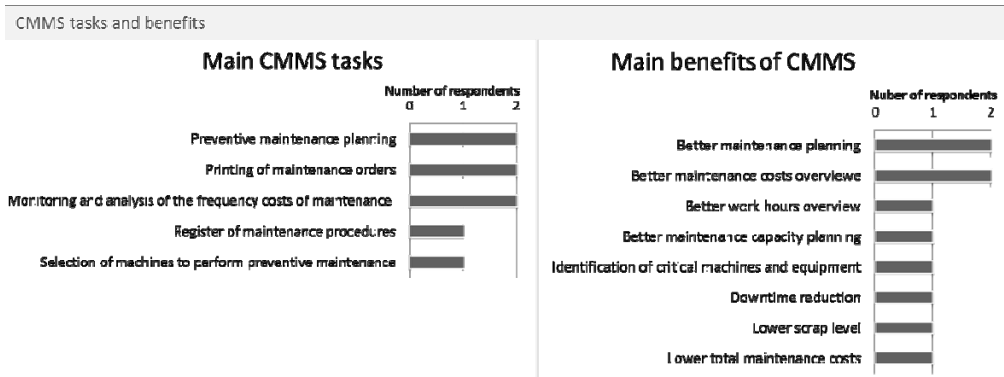 CMMS tasks and benefits
Main CMMS tasks
Number of respondents
0 1 2
Preventive maintenance planning
Printing of maintenance orders
Monitoring and analysis of the frequency costs of maintenance
Register of maintenance procedures
Selection of machines to perform preventive maintenance
Main benefits of CMMS
Nuber of respondents
0 1 2
Better maintenance planning
Better maintenance costs overviewe
Better work hours overview
Better maintenance capacity planning
Identification of critical machines and equipment
Downtime reduction
Lower scrap level
Lower total maintenance costs